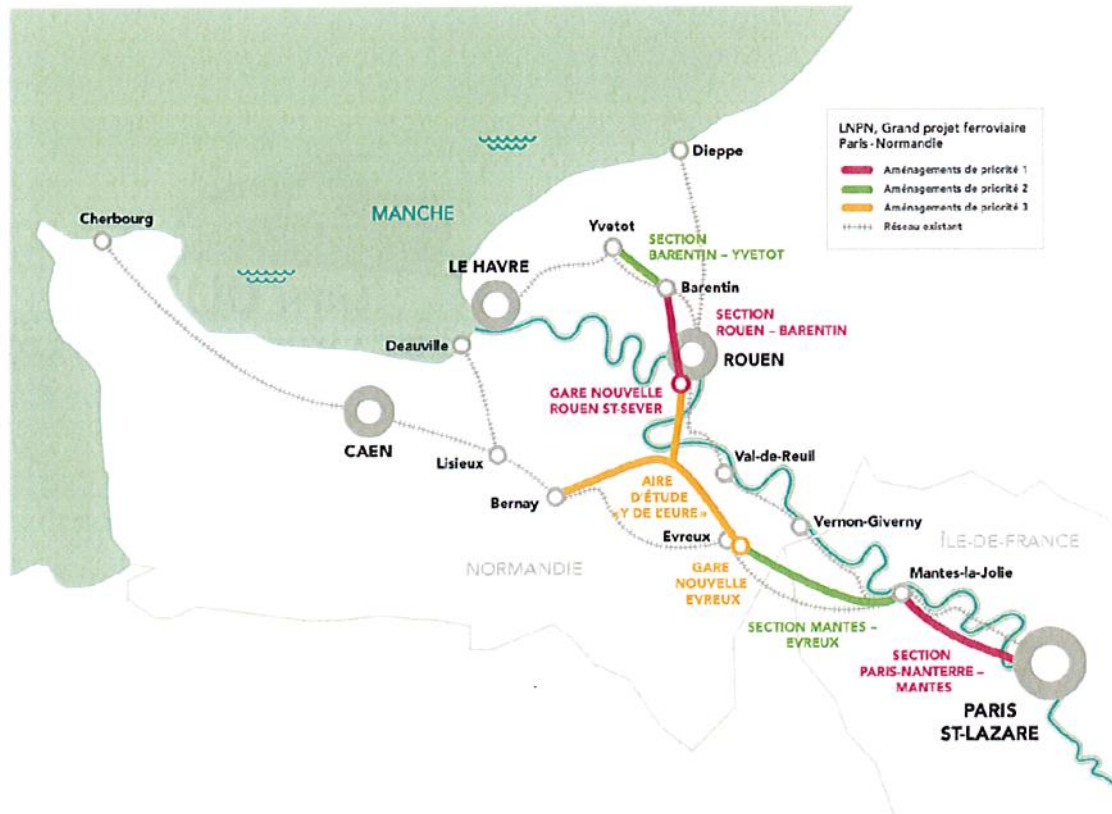 LNPN, Grand projet ferroviaire
Paris - Normandie
Aménagements de priorité 1
Aménagements de priorité 2
Aménagements de priorité 3
Réseau existant
Dieppe
MANCHE
Cherbourg
Yvetot
SECTION
BARENTIN – YVETOT
LE HAVRE
Barentin
SECTION
ROUEN – BARENTIN
Deauville
ROUEN
GARE NOUVELLE
ROUEN ST-SEVER
CAEN
Lisieux
Val-de-Reuil
Bernay
AIRE
D'ÉTUDE
« Y DE L'EURE »
Vernon-Giverny
Evreux
ÎLE-DE-FRANCE
NORMANDIE
GARE
NOUVELLE
EVREUX
Mantes-la-Jolie
SECTION MANTES –
EVREUX
SECTION
PARIS-NANTERRE –
MANTES
PARIS
ST-LAZARE